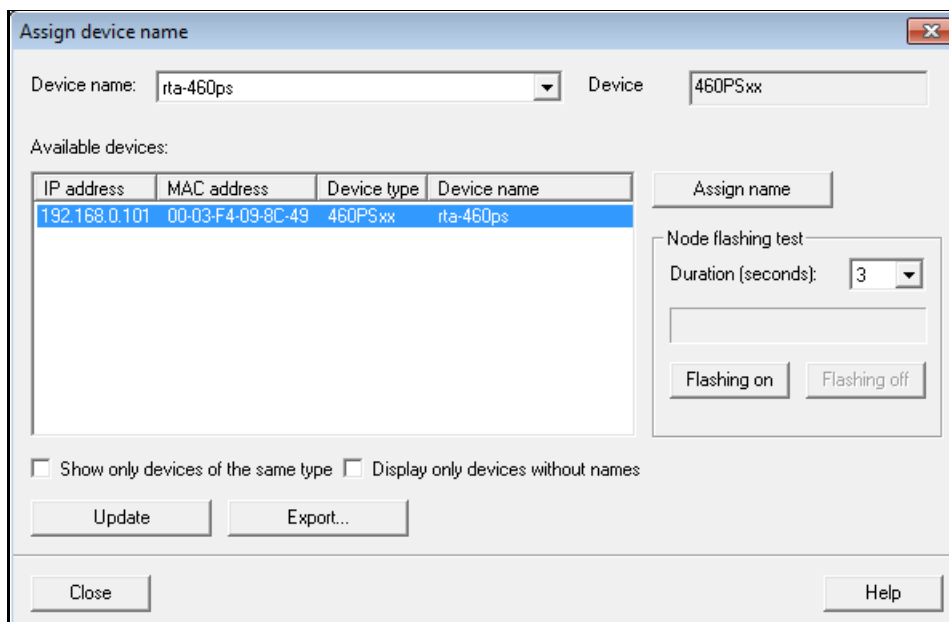 Assign device name
Device name: rta-460ps Device 460PSxx
Available devices:
IP address MAC address Device type Device name
192.168.0.101 00-03-F4-09-8C-49 460PSxx rta-460ps
Assign name
Node flashing test
Duration (seconds): 3
Flashing on Flashing off
Show only devices of the same type Display only devices without names
Update Export...
Close Help